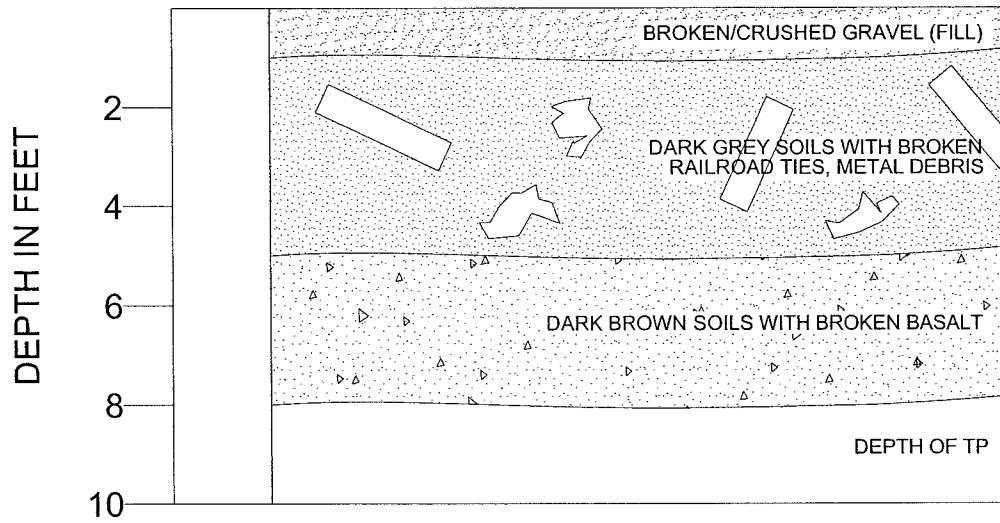 BROKEN/CRUSHED GRAVEL (FILL)
DEPTH IN FEET
2
DARK GREY SOILS WITH BROKEN
RAILROAD TIES, METAL DEBRIS
4
6
DARK BROWN SOILS WITH BROKEN BASALT
8
DEPTH OF TP
10